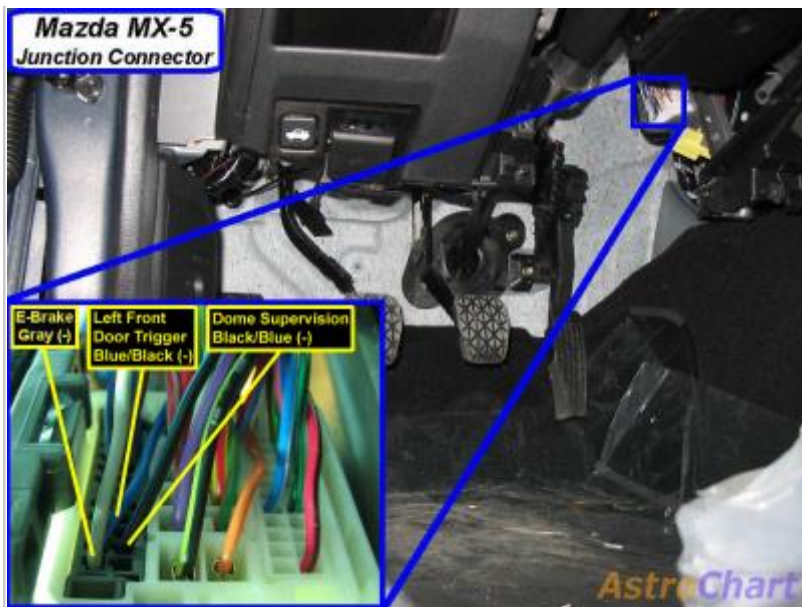 Mazda MX-5
Junction Connector
E-Brake
Gray (-)
Left Front
Door Trigger
Blue/Black (-)
Dome Supervision
Black/Blue (-)
AstroChart